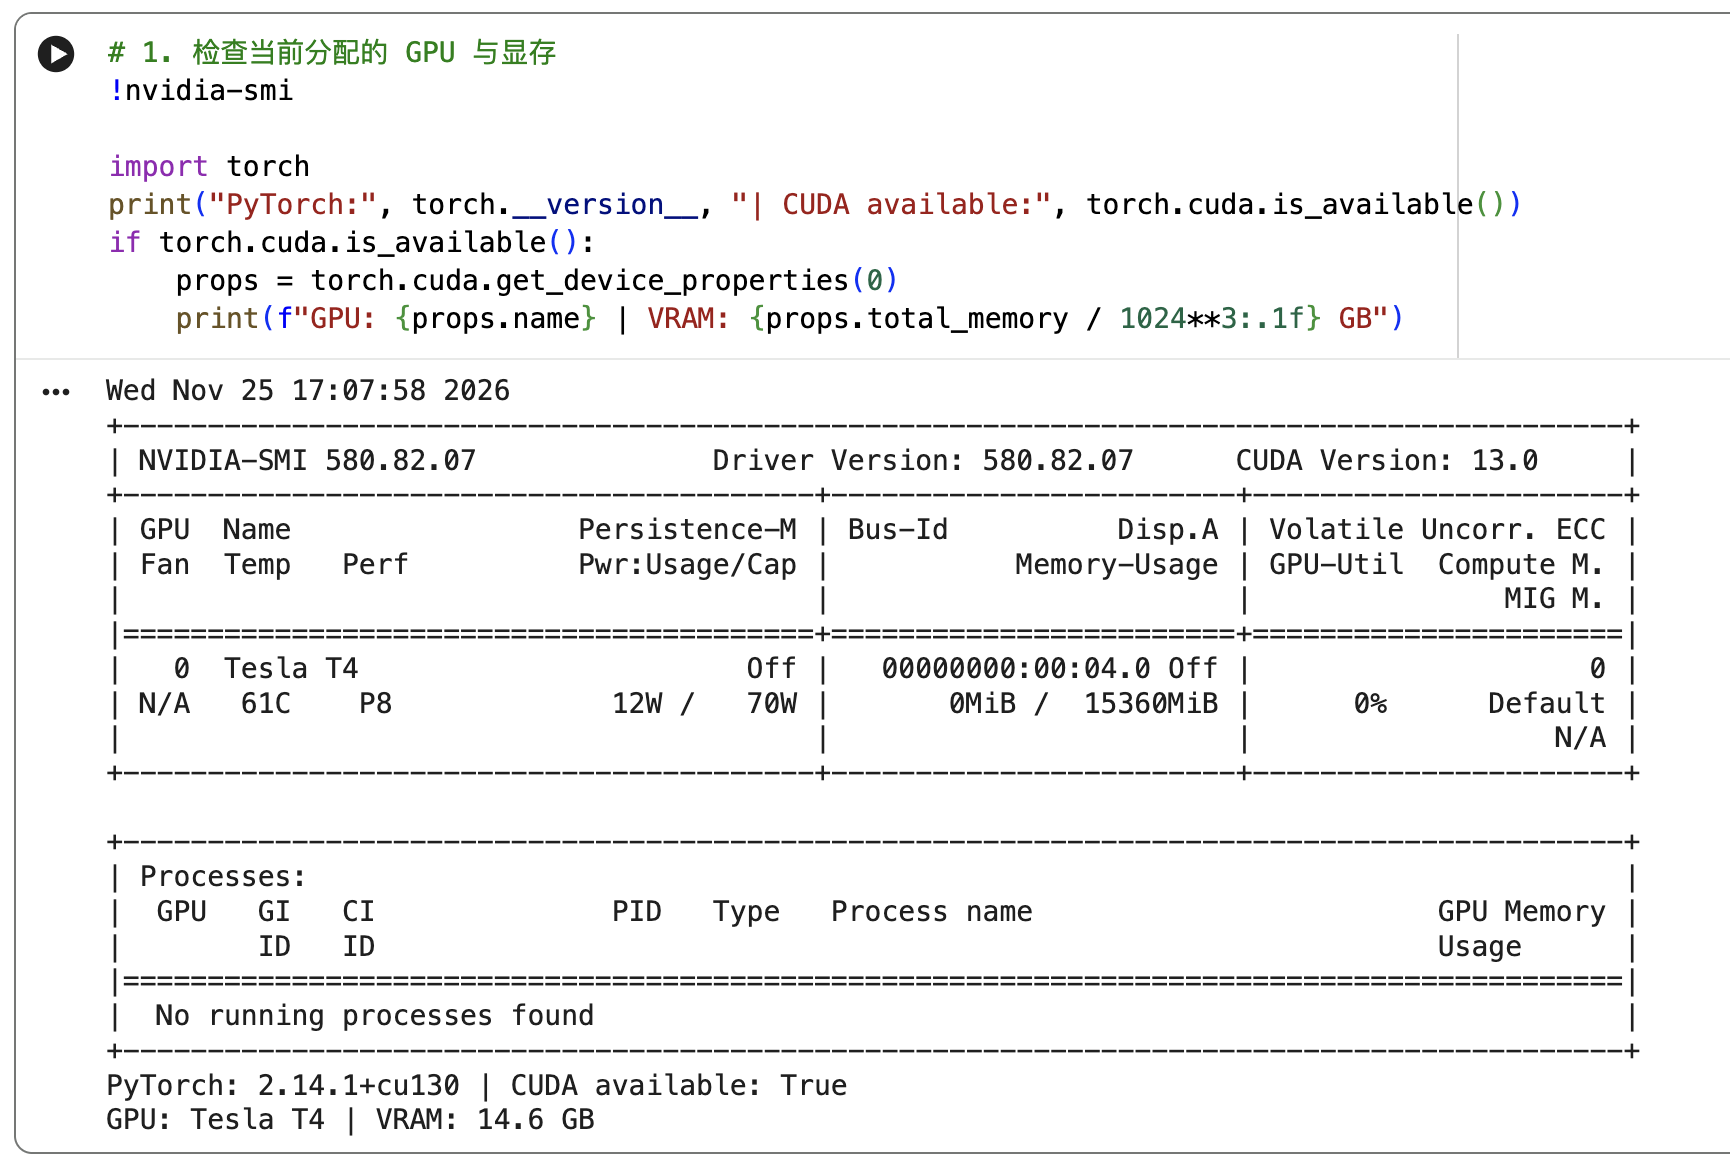 # 1. 检查当前分配的 GPU 与显存
!nvidia-smi

import torch
print("PyTorch:", torch.__version__, "| CUDA available:", torch.cuda.is_available())
if torch.cuda.is_available():
    props = torch.cuda.get_device_properties(0)
    print(f"GPU: {props.name} | VRAM: {props.total_memory / 1024**3:.1f} GB")
Wed Nov 25 17:07:58 2026
+-----------------------------------------------------------------------------------------+
| NVIDIA-SMI 580.82.07              Driver Version: 580.82.07      CUDA Version: 13.0     |
+-----------------------------------------+------------------------+----------------------+
| GPU  Name                 Persistence-M | Bus-Id          Disp.A | Volatile Uncorr. ECC |
| Fan  Temp   Perf          Pwr:Usage/Cap |           Memory-Usage | GPU-Util  Compute M. |
|                                         |                        |               MIG M. |
|=========================================+========================+======================|
|   0  Tesla T4                       Off |   00000000:00:04.0 Off |                    0 |
| N/A   61C    P8             12W /   70W |       0MiB /  15360MiB |      0%      Default |
|                                         |                        |                  N/A |
+-----------------------------------------+------------------------+----------------------+

+-----------------------------------------------------------------------------------------+
| Processes:                                                                              |
|  GPU   GI   CI              PID   Type   Process name                        GPU Memory |
|        ID   ID                                                               Usage      |
|=========================================================================================|
|  No running processes found                                                             |
+-----------------------------------------------------------------------------------------+
PyTorch: 2.14.1+cu130 | CUDA available: True
GPU: Tesla T4 | VRAM: 14.6 GB